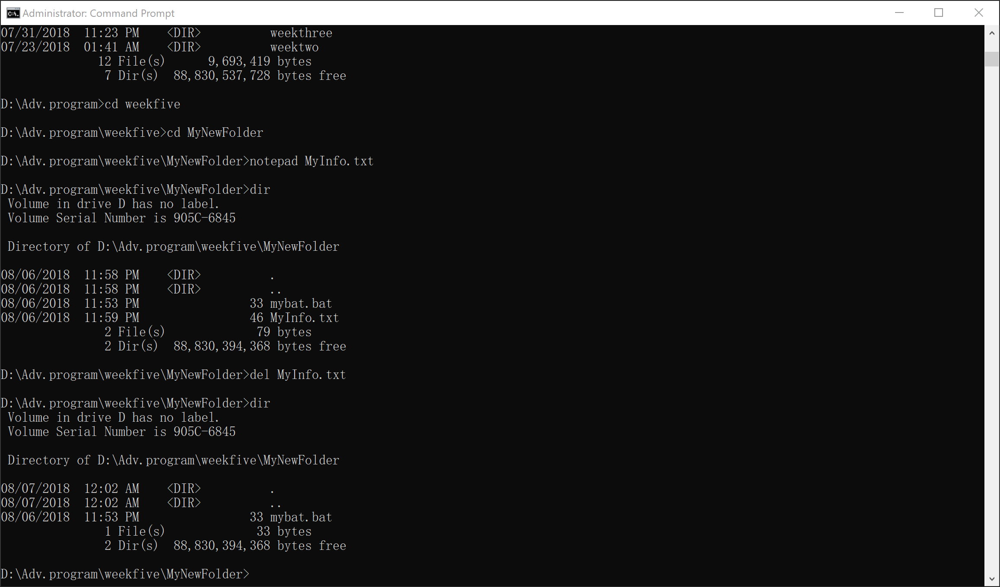 Administrator: Command Prompt
07/31/2018  11:23 PM    <DIR>          weekthree
07/23/2018  01:41 AM    <DIR>          weektwo
              12 File(s)      9,693,419 bytes
               7 Dir(s)  88,830,537,728 bytes free

D:\Adv.program>cd weekfive

D:\Adv.program\weekfive>cd MyNewFolder

D:\Adv.program\weekfive\MyNewFolder>notepad MyInfo.txt

D:\Adv.program\weekfive\MyNewFolder>dir
 Volume in drive D has no label.
 Volume Serial Number is 905C-6845

 Directory of D:\Adv.program\weekfive\MyNewFolder

08/06/2018  11:58 PM    <DIR>          .
08/06/2018  11:58 PM    <DIR>          ..
08/06/2018  11:53 PM                33 mybat.bat
08/06/2018  11:59 PM                46 MyInfo.txt
               2 File(s)             79 bytes
               2 Dir(s)  88,830,394,368 bytes free

D:\Adv.program\weekfive\MyNewFolder>del MyInfo.txt

D:\Adv.program\weekfive\MyNewFolder>dir
 Volume in drive D has no label.
 Volume Serial Number is 905C-6845

 Directory of D:\Adv.program\weekfive\MyNewFolder

08/07/2018  12:02 AM    <DIR>          .
08/07/2018  12:02 AM    <DIR>          ..
08/06/2018  11:53 PM                33 mybat.bat
               1 File(s)             33 bytes
               2 Dir(s)  88,830,394,368 bytes free

D:\Adv.program\weekfive\MyNewFolder>